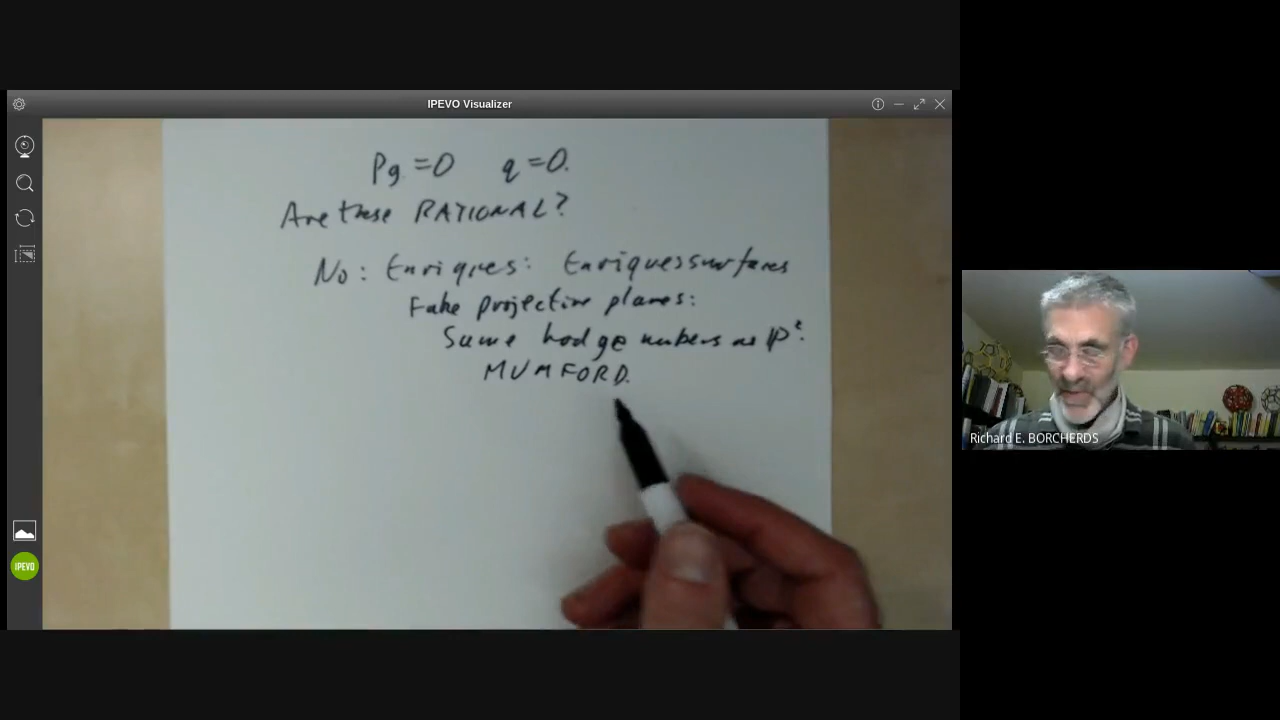 IPEVO Visualizer
Pg = 0 q = 0.
Are these RATIONAL?
No: Enriques: Enriques surfaces
Fake projective planes:
Same hodge numbers as P².
MUMFORD.
IPEVO
Richard E. BORCHERDS